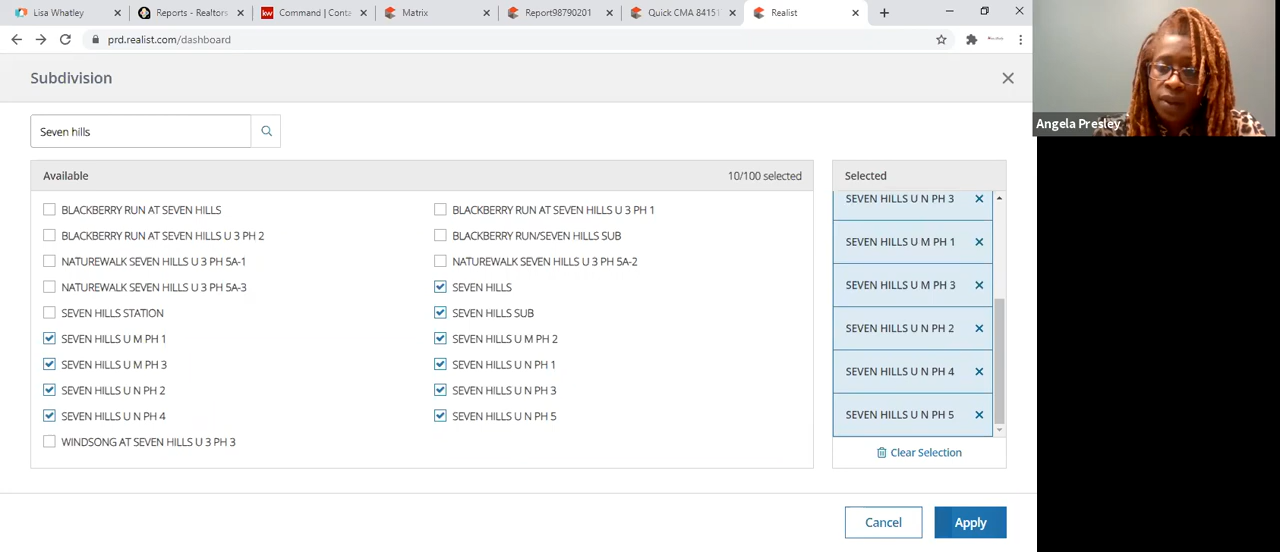 Lisa Whatley
Reports - Realtors
kw
Command | Conta
Matrix
Report98790201
Quick CMA 84151
Realist
prd.realist.com/dashboard
Subdivision
Seven hills
Available
10/100 selected
BLACKBERRY RUN AT SEVEN HILLS
BLACKBERRY RUN AT SEVEN HILLS U 3 PH 1
BLACKBERRY RUN AT SEVEN HILLS U 3 PH 2
BLACKBERRY RUN/SEVEN HILLS SUB
NATUREWALK SEVEN HILLS U 3 PH 5A-1
NATUREWALK SEVEN HILLS U 3 PH 5A-2
NATUREWALK SEVEN HILLS U 3 PH 5A-3
SEVEN HILLS
SEVEN HILLS STATION
SEVEN HILLS SUB
SEVEN HILLS U M PH 1
SEVEN HILLS U M PH 2
SEVEN HILLS U M PH 3
SEVEN HILLS U N PH 1
SEVEN HILLS U N PH 2
SEVEN HILLS U N PH 3
SEVEN HILLS U N PH 4
SEVEN HILLS U N PH 5
WINDSONG AT SEVEN HILLS U 3 PH 3
Selected
SEVEN HILLS U N PH 3
SEVEN HILLS U M PH 1
SEVEN HILLS U M PH 3
SEVEN HILLS U N PH 2
SEVEN HILLS U N PH 4
SEVEN HILLS U N PH 5
Clear Selection
Cancel
Apply
Angela Presley